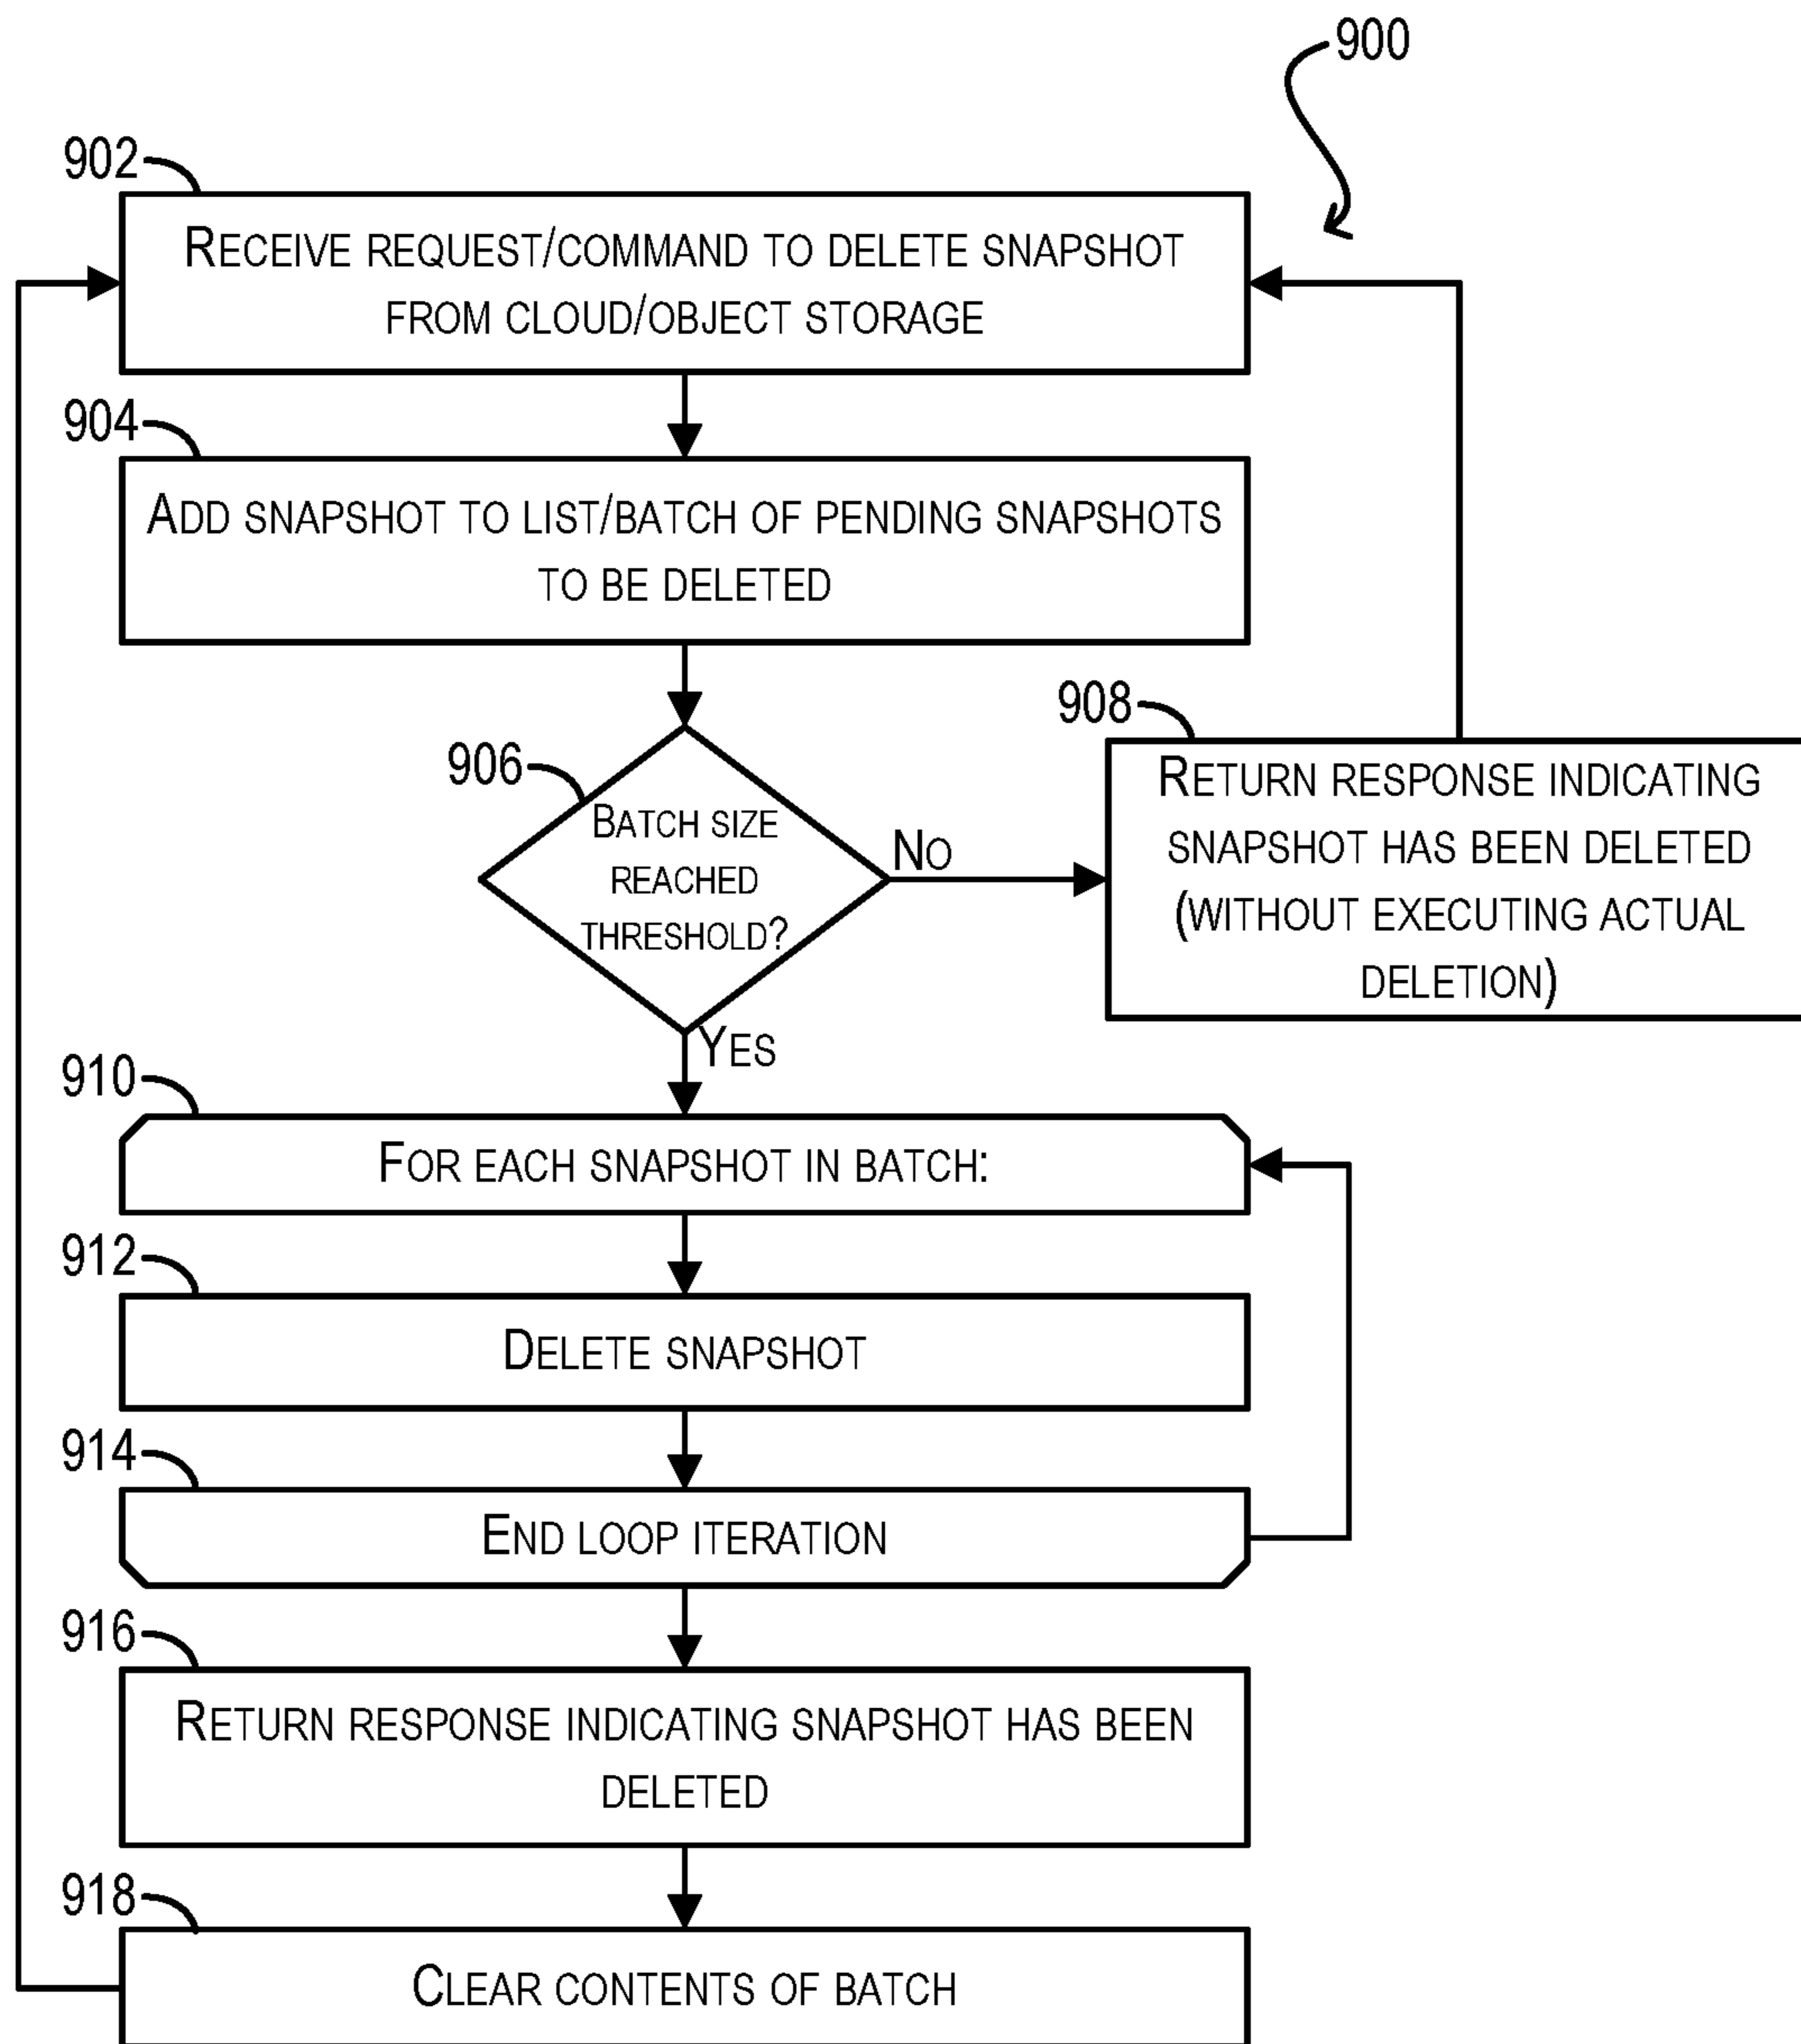 900
902
RECEIVE REQUEST/COMMAND TO DELETE SNAPSHOT
FROM CLOUD/OBJECT STORAGE
904
ADD SNAPSHOT TO LIST/BATCH OF PENDING SNAPSHOTS
TO BE DELETED
906
BATCH SIZE
REACHED
THRESHOLD?
NO
908
RETURN RESPONSE INDICATING
SNAPSHOT HAS BEEN DELETED
(WITHOUT EXECUTING ACTUAL
DELETION)
YES
910
FOR EACH SNAPSHOT IN BATCH:
912
DELETE SNAPSHOT
914
END LOOP ITERATION
916
RETURN RESPONSE INDICATING SNAPSHOT HAS BEEN
DELETED
918
CLEAR CONTENTS OF BATCH